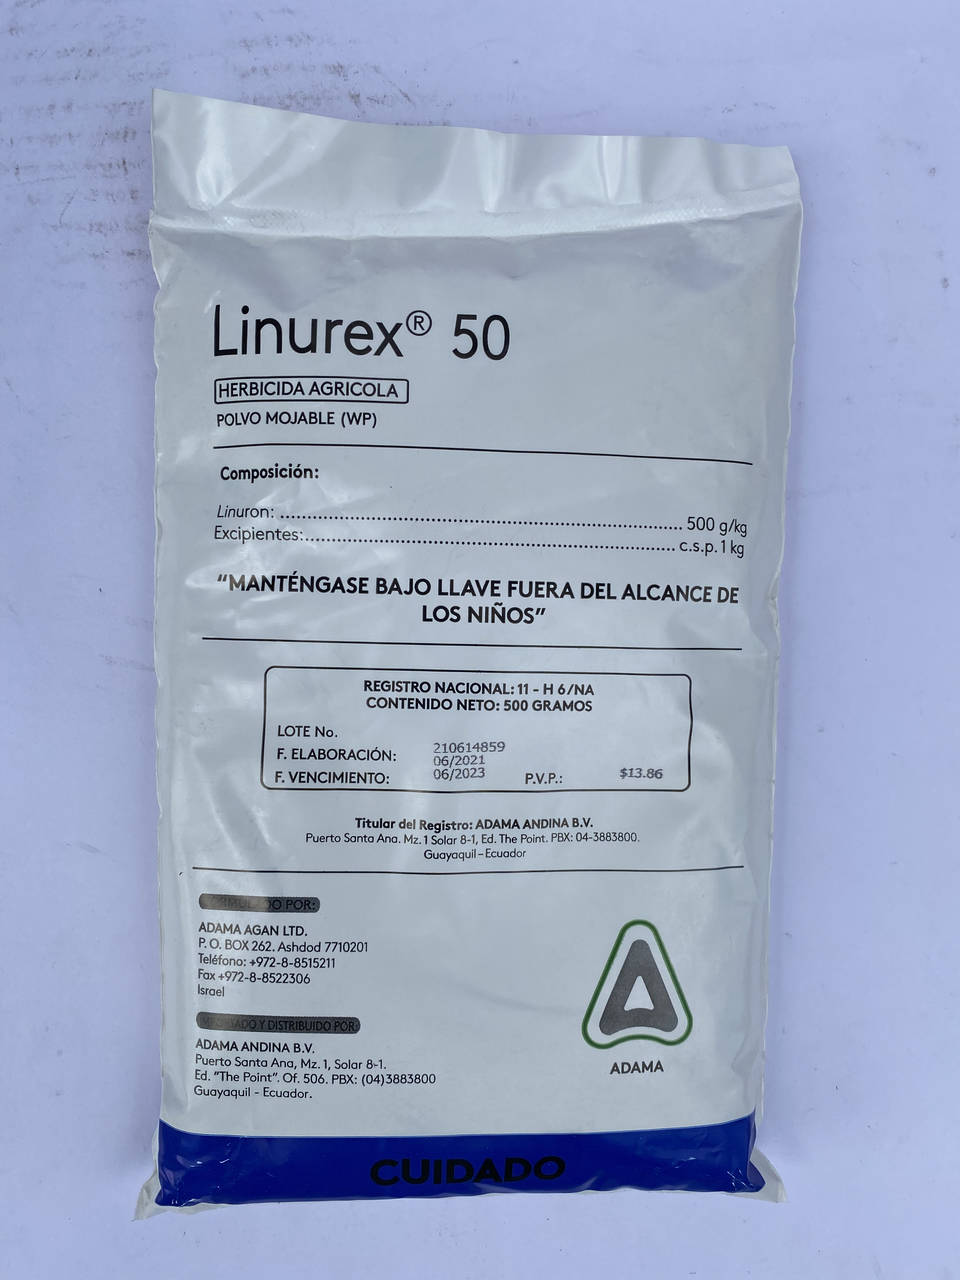 Linurex® 50
HERBICIDA AGRICOLA
POLVO MOJABLE (WP)
Composición:
Linuron: ........................................................................ 500 g/kg
Excipientes:.................................................................. c.s.p. 1 kg
“MANTÉNGASE BAJO LLAVE FUERA DEL ALCANCE DE
LOS NIÑOS”
REGISTRO NACIONAL: 11 - H 6/NA
CONTENIDO NETO: 500 GRAMOS
LOTE No. 210614859
F. ELABORACIÓN: 06/2021
F. VENCIMIENTO: 06/2023 P.V.P.: $13.86
Titular del Registro: ADAMA ANDINA B.V.
Puerto Santa Ana. Mz. 1 Solar 8-1, Ed. The Point. PBX: 04-3883800.
Guayaquil – Ecuador
FORMULADO POR:
ADAMA AGAN LTD.
P. O. BOX 262. Ashdod 7710201
Teléfono: +972-8-8515211
Fax +972-8-8522306
Israel
Y DISTRIBUIDO POR:
ADAMA ANDINA B.V.
Puerto Santa Ana, Mz. 1, Solar 8-1.
Ed. "The Point". Of. 506. PBX: (04)3883800
Guayaquil - Ecuador.
ADAMA
CUIDADO